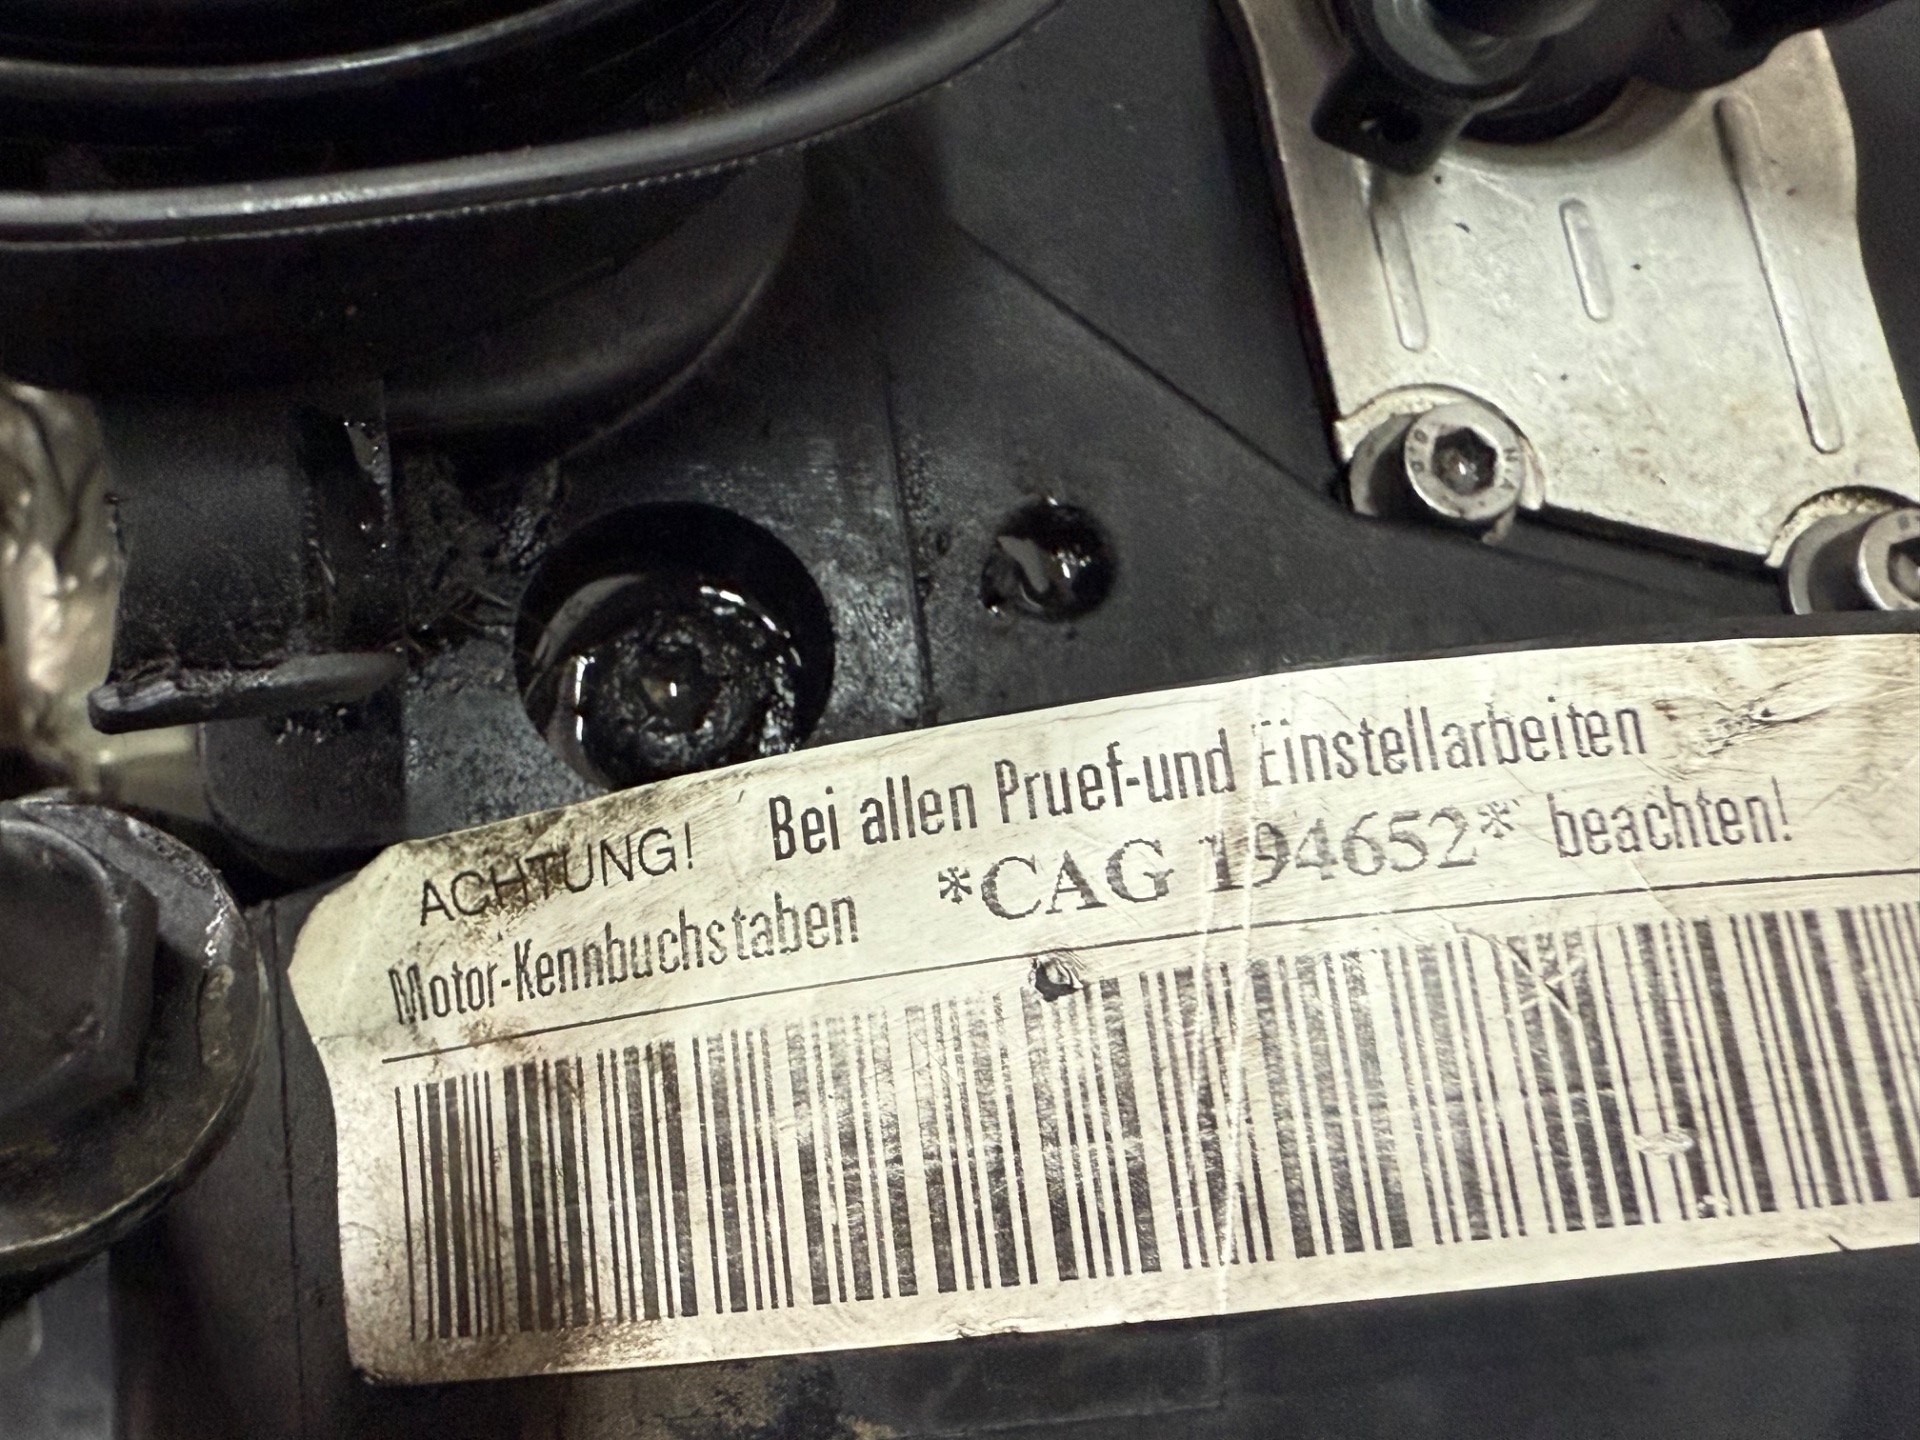 ACHTUNG! Bei allen Pruef-und Einstellarbeiten
Motor-Kennbuchstaben *CAG 194652* beachten!